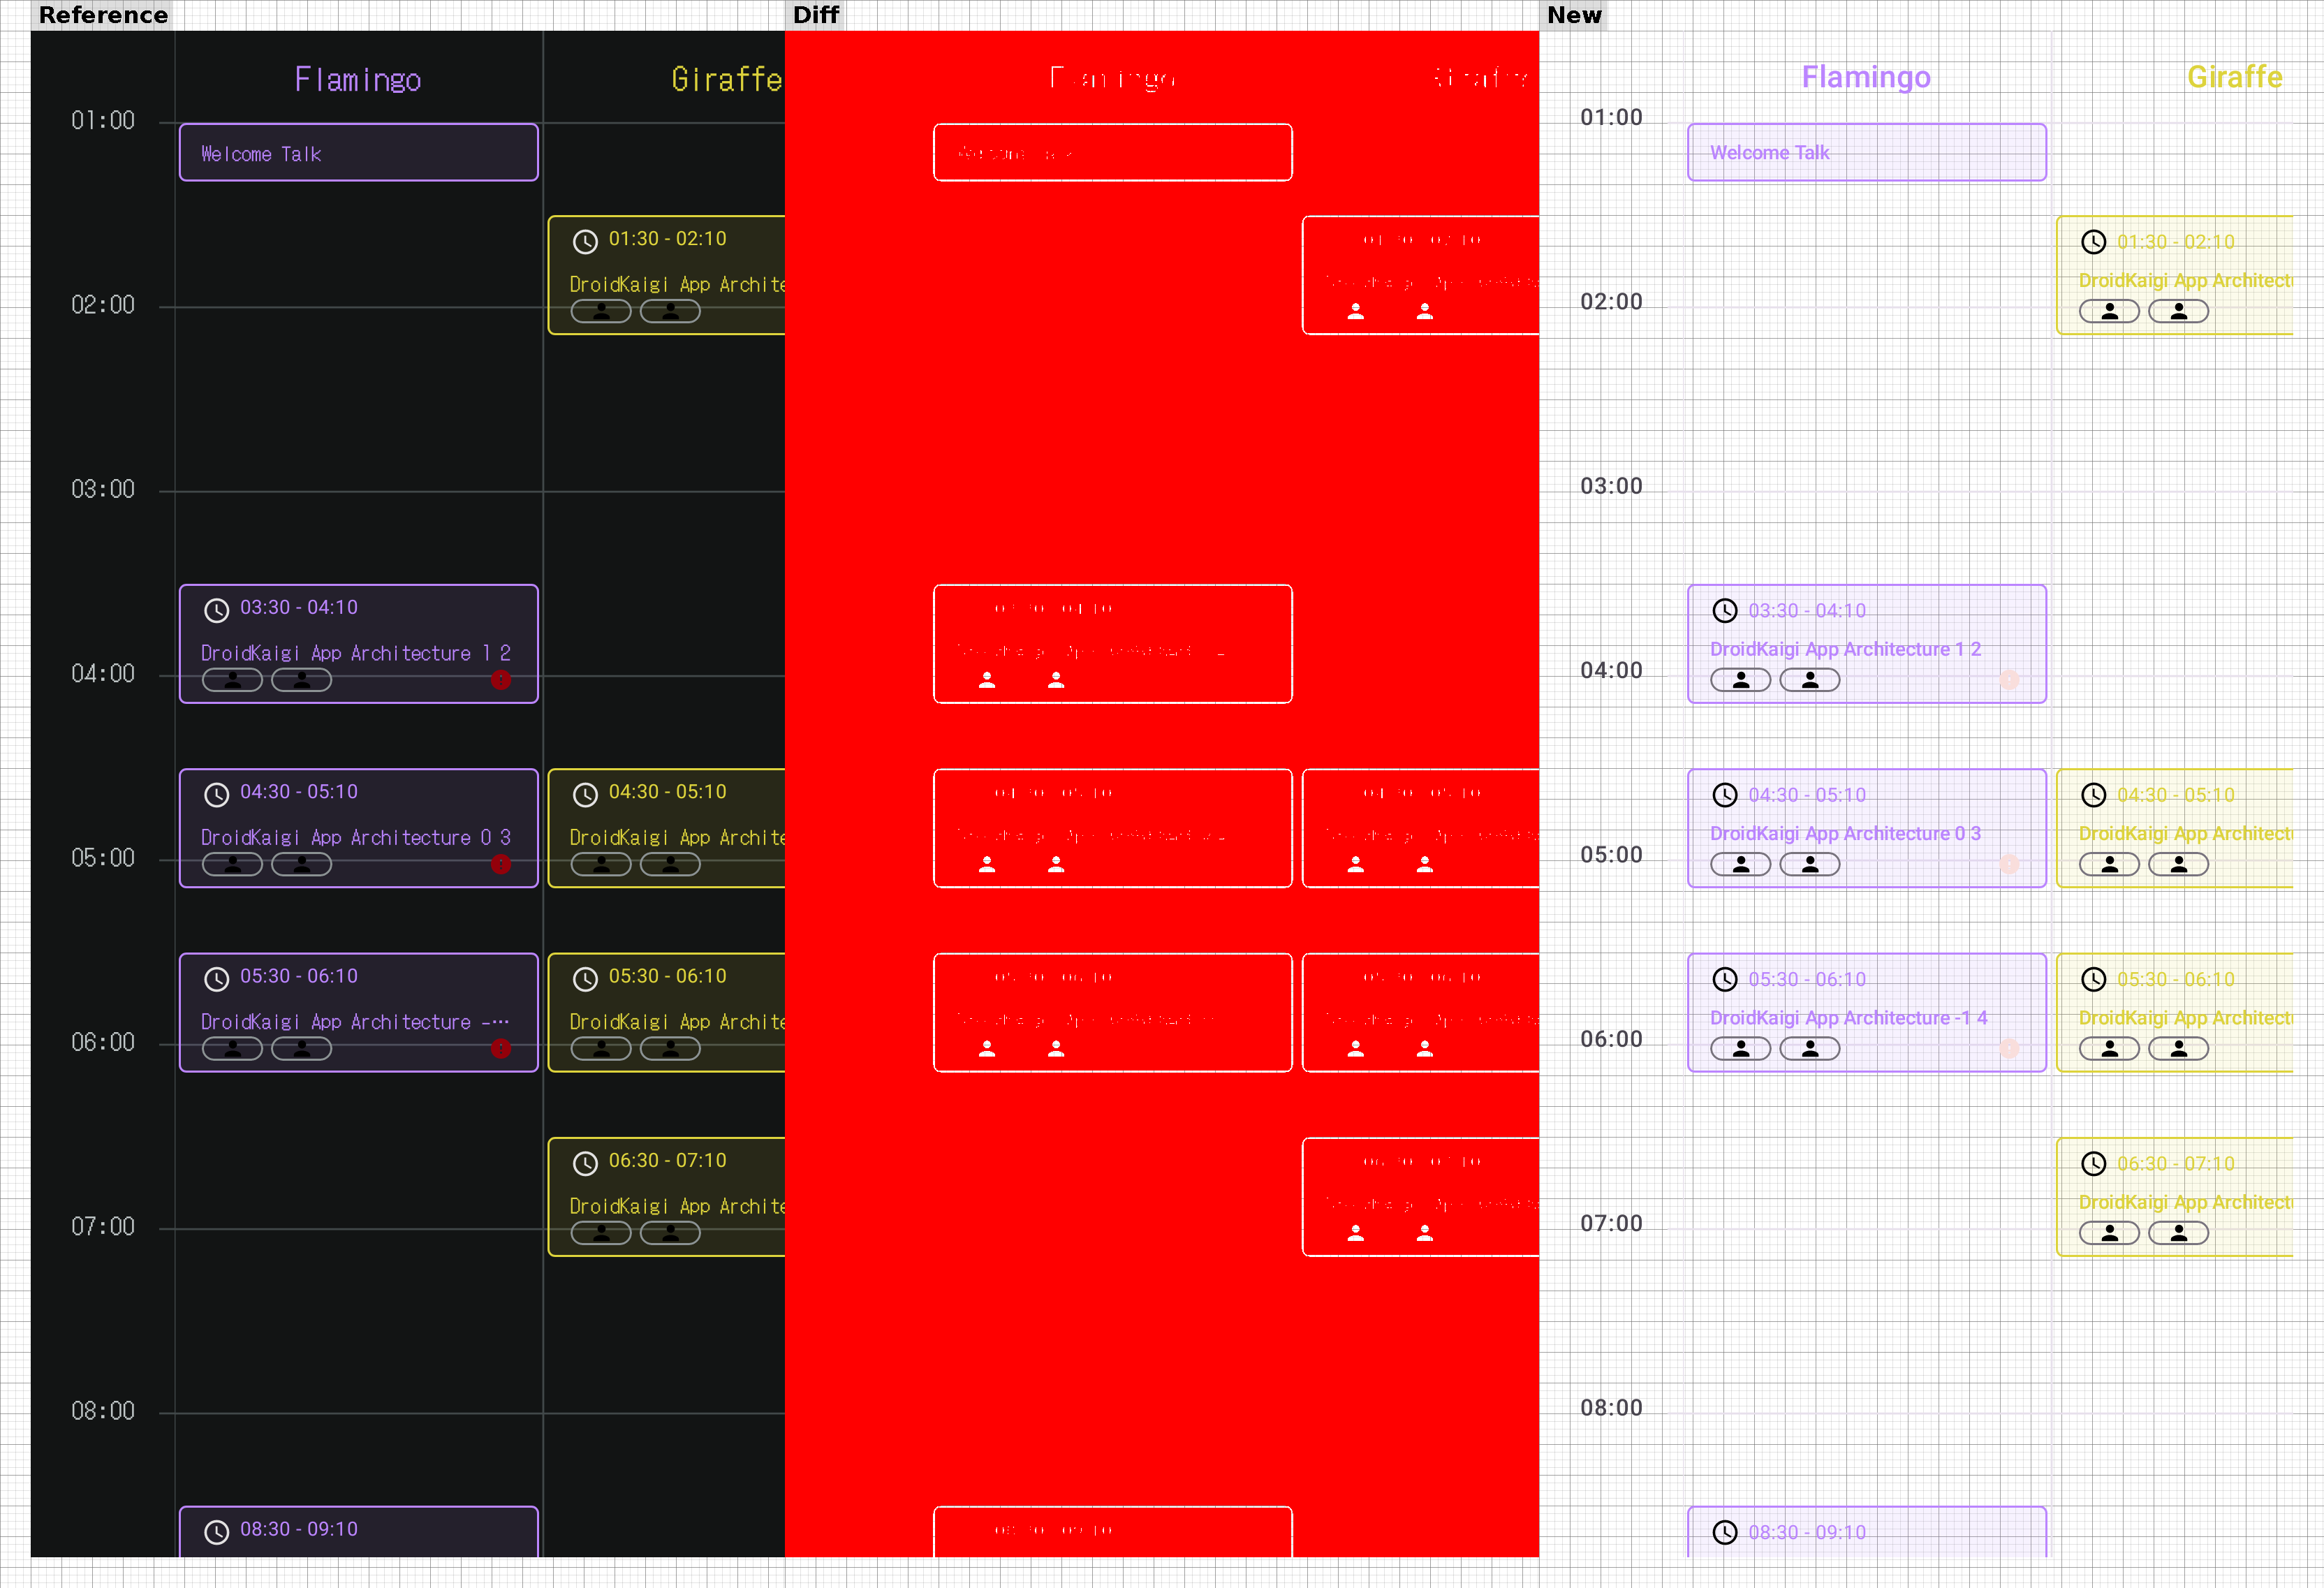 Reference
Flamingo
Giraffe
01:00
Welcome Talk
01:30 - 02:10
DroidKaigi App Archite
02:00
03:00
03:30 - 04:10
DroidKaigi App Architecture 1 2
04:00
04:30 - 05:10
04:30 - 05:10
DroidKaigi App Architecture 0 3
DroidKaigi App Archite
05:00
05:30 - 06:10
05:30 - 06:10
DroidKaigi App Architecture -…
DroidKaigi App Archite
06:00
06:30 - 07:10
DroidKaigi App Archite
07:00
08:00
08:30 - 09:10
Diff
New
Flamingo
Giraffe
01:00
Welcome Talk
01:30 - 02:10
DroidKaigi App Architect
02:00
03:00
03:30 - 04:10
DroidKaigi App Architecture 1 2
04:00
04:30 - 05:10
04:30 - 05:10
DroidKaigi App Architecture 0 3
DroidKaigi App Architect
05:00
05:30 - 06:10
05:30 - 06:10
DroidKaigi App Architecture -1 4
DroidKaigi App Architect
06:00
06:30 - 07:10
DroidKaigi App Architect
07:00
08:00
08:30 - 09:10